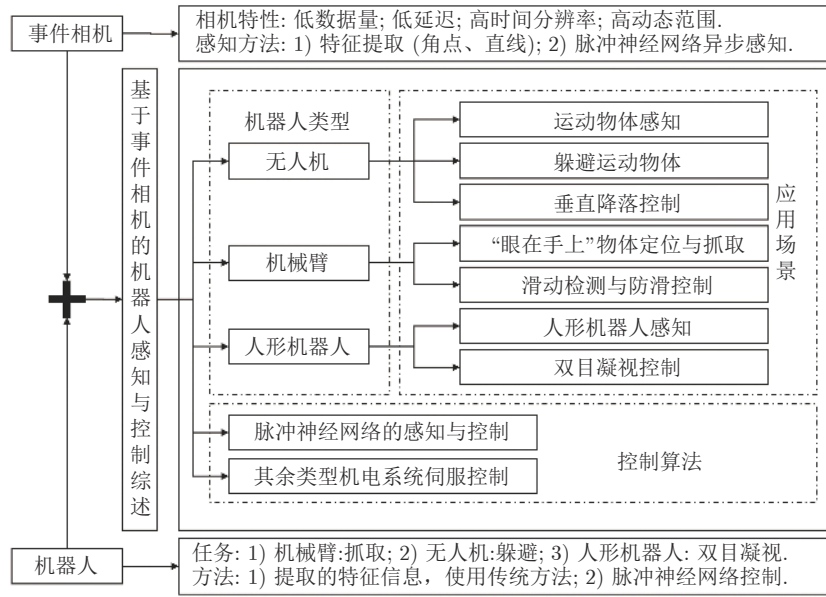 事件相机
相机特性: 低数据量; 低延迟; 高时间分辨率; 高动态范围.
感知方法: 1) 特征提取 (角点、直线); 2) 脉冲神经网络异步感知.
基于事件相机的机器人感知与控制综述
机器人类型
无人机
机械臂
人形机器人
运动物体感知
躲避运动物体
垂直降落控制
“眼在手上”物体定位与抓取
滑动检测与防滑控制
人形机器人感知
双目凝视控制
应用场景
脉冲神经网络的感知与控制
其余类型机电系统伺服控制
控制算法
机器人
任务: 1) 机械臂:抓取; 2) 无人机:躲避; 3) 人形机器人: 双目凝视.
方法: 1) 提取的特征信息，使用传统方法; 2) 脉冲神经网络控制.